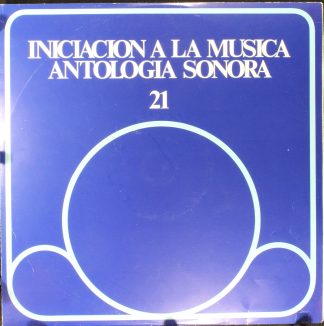 INICIACION A LA MUSICA
ANTOLOGIA SONORA
21